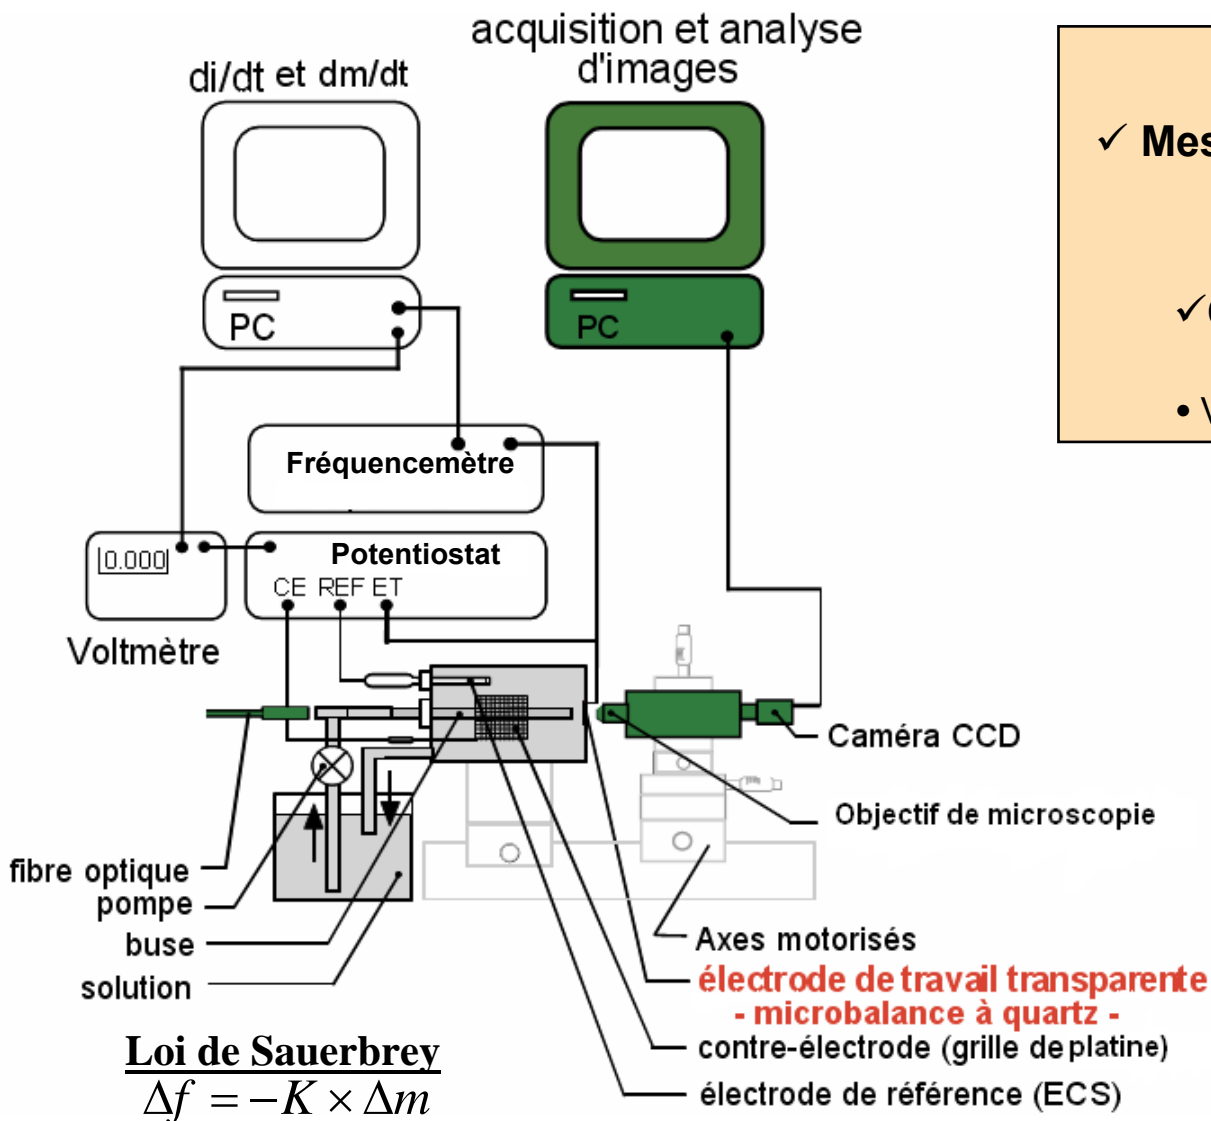 acquisition et analyse
d'images
di/dt et dm/dt
✓ Mes
PC
PC
✓
• V
Fréquencemètre
0.000
Potentiostat
CE REF ET
Voltmètre
Caméra CCD
Objectif de microscopie
fibre optique
pompe
buse
solution
Axes motorisés
électrode de travail transparente
- microbalance à quartz -
contre-électrode (grille de platine)
électrode de référence (ECS)
Loi de Sauerbrey
Δf = −K × Δm